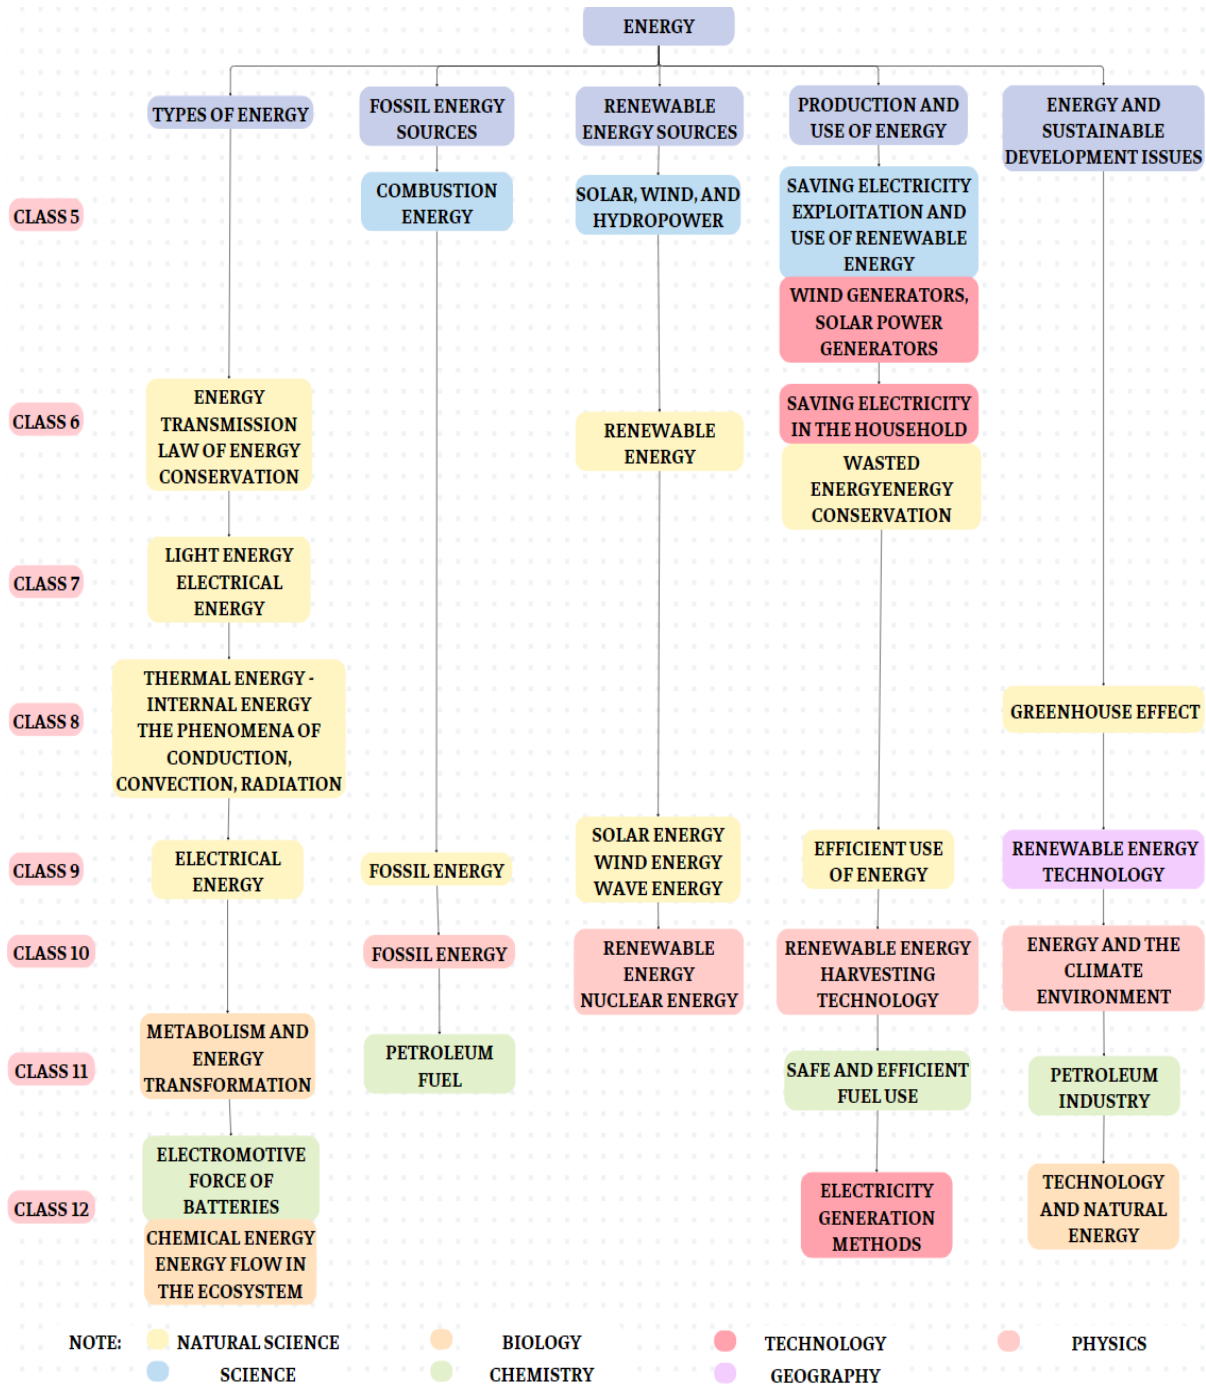 ENERGY
TYPES OF ENERGY
FOSSIL ENERGY
SOURCES
RENEWABLE
ENERGY SOURCES
PRODUCTION AND
USE OF ENERGY
ENERGY AND
SUSTAINABLE
DEVELOPMENT ISSUES
CLASS 5
COMBUSTION
ENERGY
SOLAR, WIND, AND
HYDROPOWER
SAVING ELECTRICITY
EXPLOITATION AND
USE OF RENEWABLE
ENERGY
WIND GENERATORS,
SOLAR POWER
GENERATORS
CLASS 6
ENERGY
TRANSMISSION
LAW OF ENERGY
CONSERVATION
RENEWABLE
ENERGY
SAVING ELECTRICITY
IN THE HOUSEHOLD
WASTED
ENERGYENERGY
CONSERVATION
CLASS 7
LIGHT ENERGY
ELECTRICAL
ENERGY
CLASS 8
THERMAL ENERGY -
INTERNAL ENERGY
THE PHENOMENA OF
CONDUCTION,
CONVECTION, RADIATION
GREENHOUSE EFFECT
CLASS 9
ELECTRICAL
ENERGY
FOSSIL ENERGY
SOLAR ENERGY
WIND ENERGY
WAVE ENERGY
EFFICIENT USE
OF ENERGY
RENEWABLE ENERGY
TECHNOLOGY
CLASS 10
FOSSIL ENERGY
RENEWABLE
ENERGY
NUCLEAR ENERGY
RENEWABLE ENERGY
HARVESTING
TECHNOLOGY
ENERGY AND THE
CLIMATE
ENVIRONMENT
CLASS 11
METABOLISM AND
ENERGY
TRANSFORMATION
PETROLEUM
FUEL
SAFE AND EFFICIENT
FUEL USE
PETROLEUM
INDUSTRY
CLASS 12
ELECTROMOTIVE
FORCE OF
BATTERIES
CHEMICAL ENERGY
ENERGY FLOW IN
THE ECOSYSTEM
ELECTRICITY
GENERATION
METHODS
TECHNOLOGY
AND NATURAL
ENERGY
NOTE:
NATURAL SCIENCE
BIOLOGY
TECHNOLOGY
PHYSICS
SCIENCE
CHEMISTRY
GEOGRAPHY